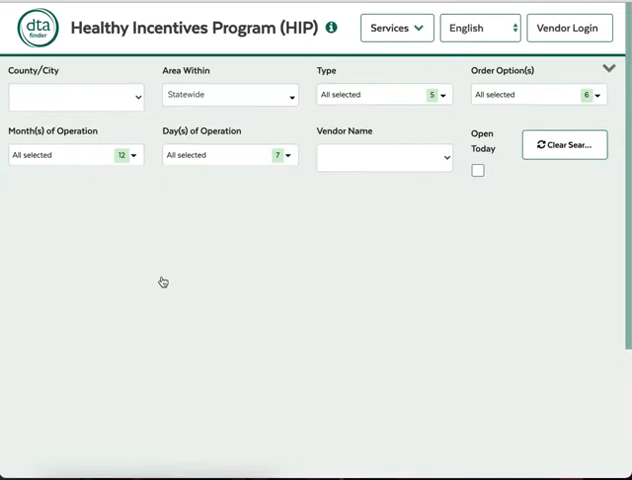 dta
finder
Healthy Incentives Program (HIP)
Services
English
Vendor Login
County/City
Area Within
Type
Order Option(s)
Statewide
All selected 5
All selected 6
Month(s) of Operation
Day(s) of Operation
Vendor Name
Open
Today
All selected 12
All selected 7
Clear Sear...